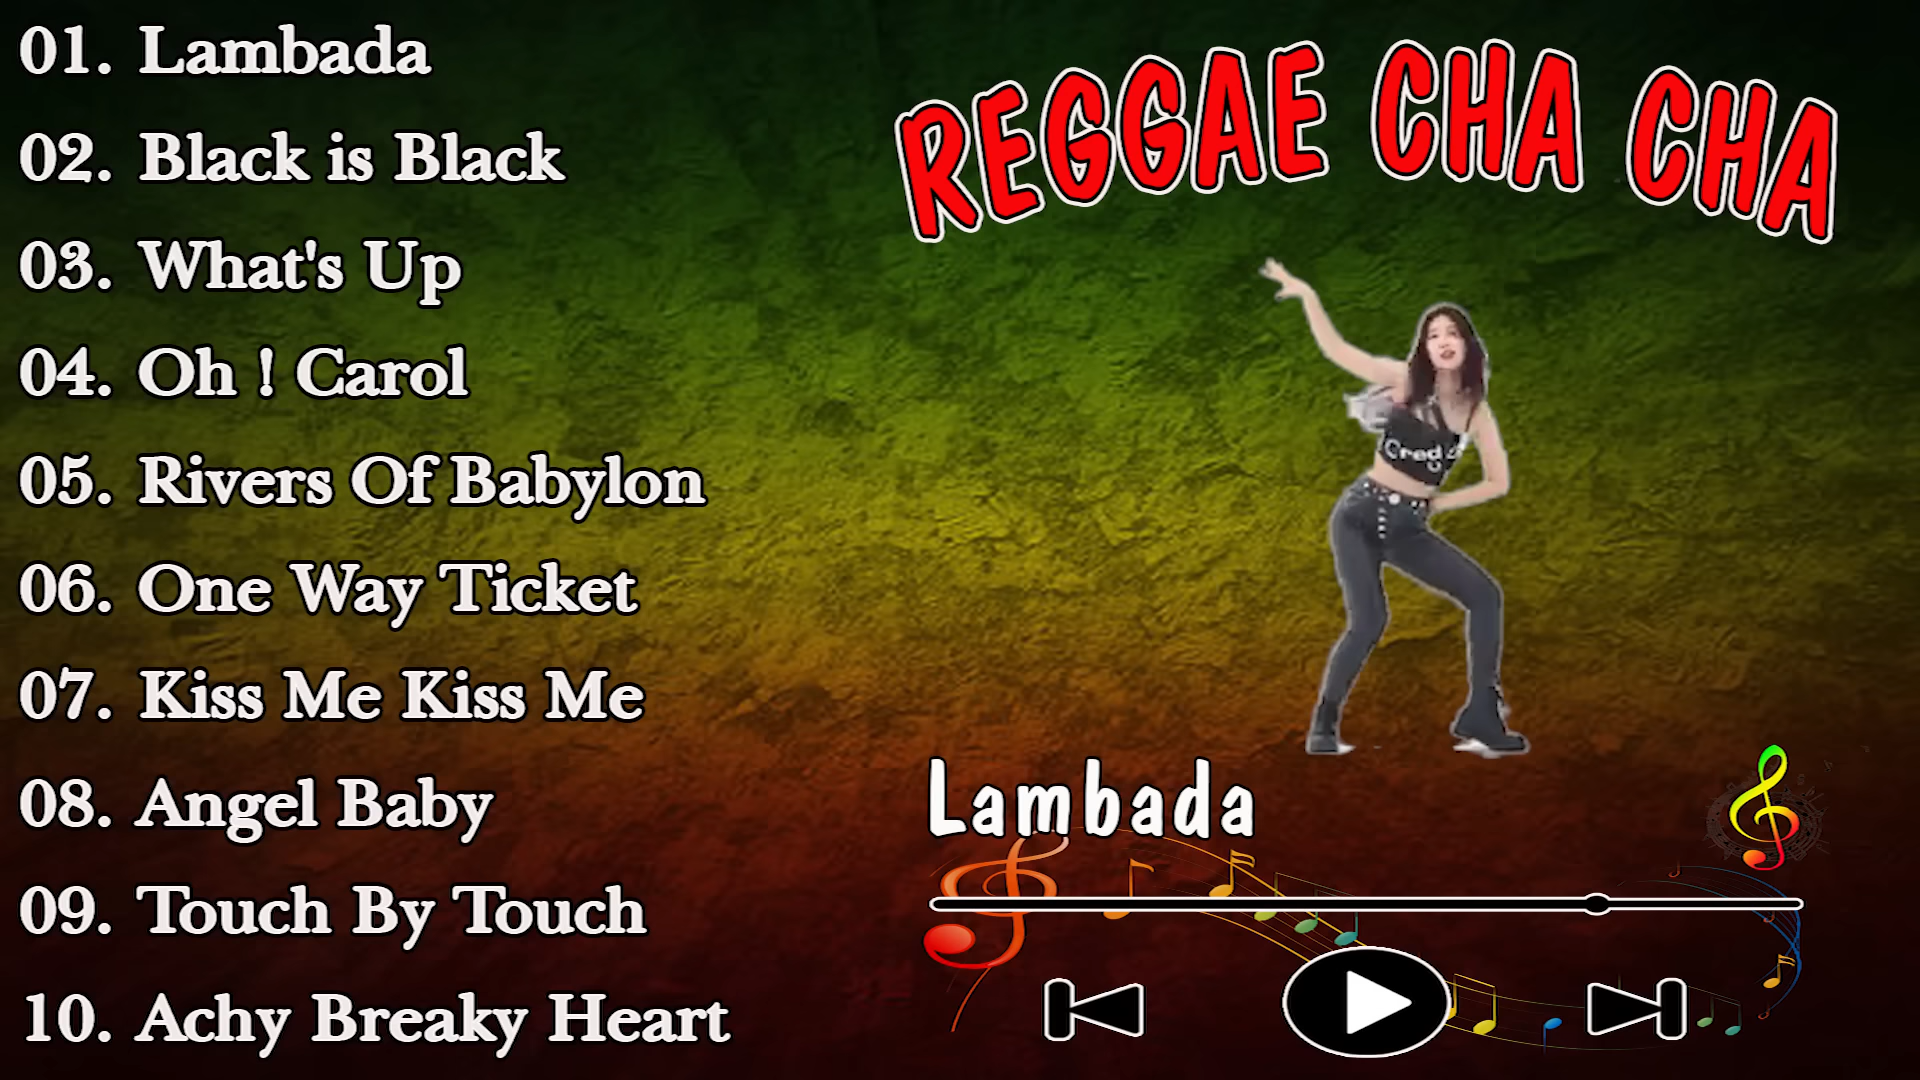 01. Lambada
02. Black is Black
03. What's Up
04. Oh ! Carol
05. Rivers Of Babylon
06. One Way Ticket
07. Kiss Me Kiss Me
08. Angel Baby
09. Touch By Touch
10. Achy Breaky Heart
REGGAE CHA CHA
Lambada